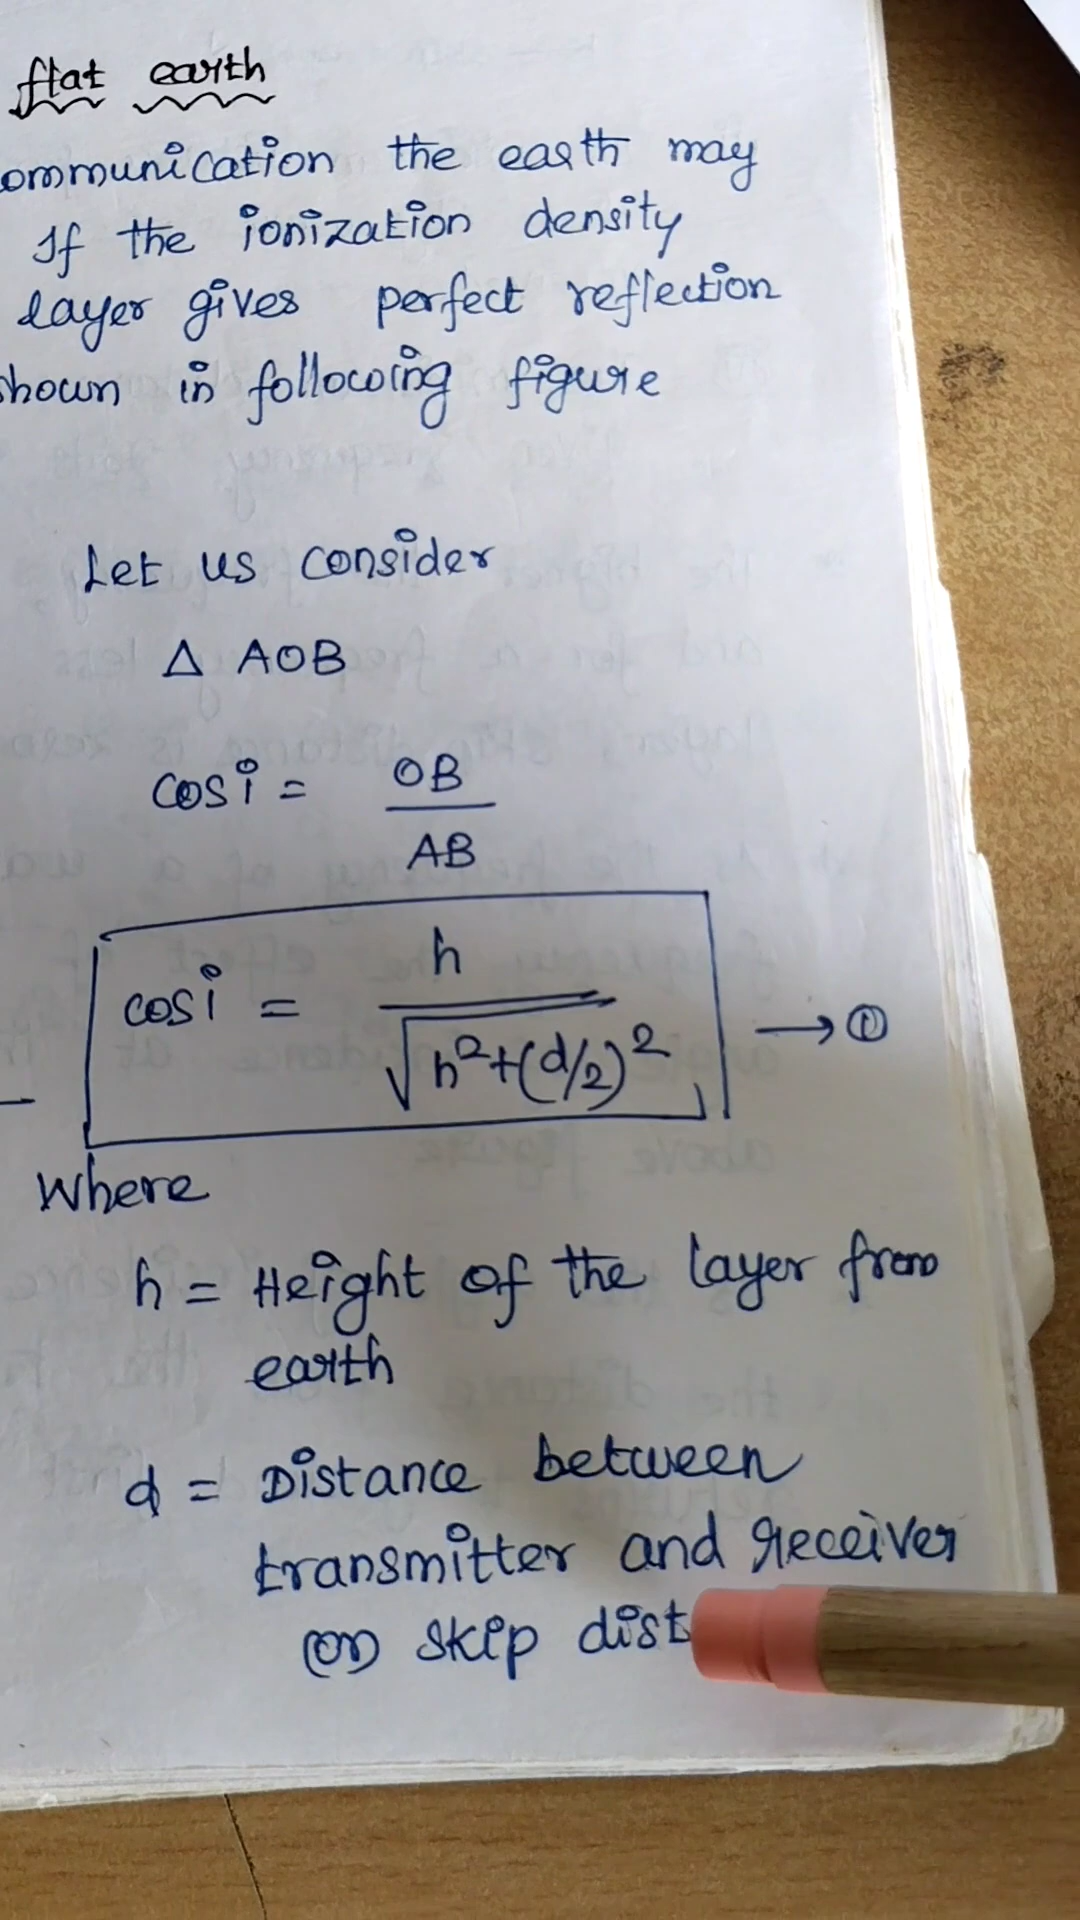 flat earth
ommunication the earth may
If the ionization density
layer gives perfect reflection
shown in following figure
Let us consider
Δ AOB
cos i = OB
AB
cos i = h
√h²+(d/2)² → ①
Where
h = Height of the layer from
earth
d = Distance between
transmitter and receiver
(or) skip dist